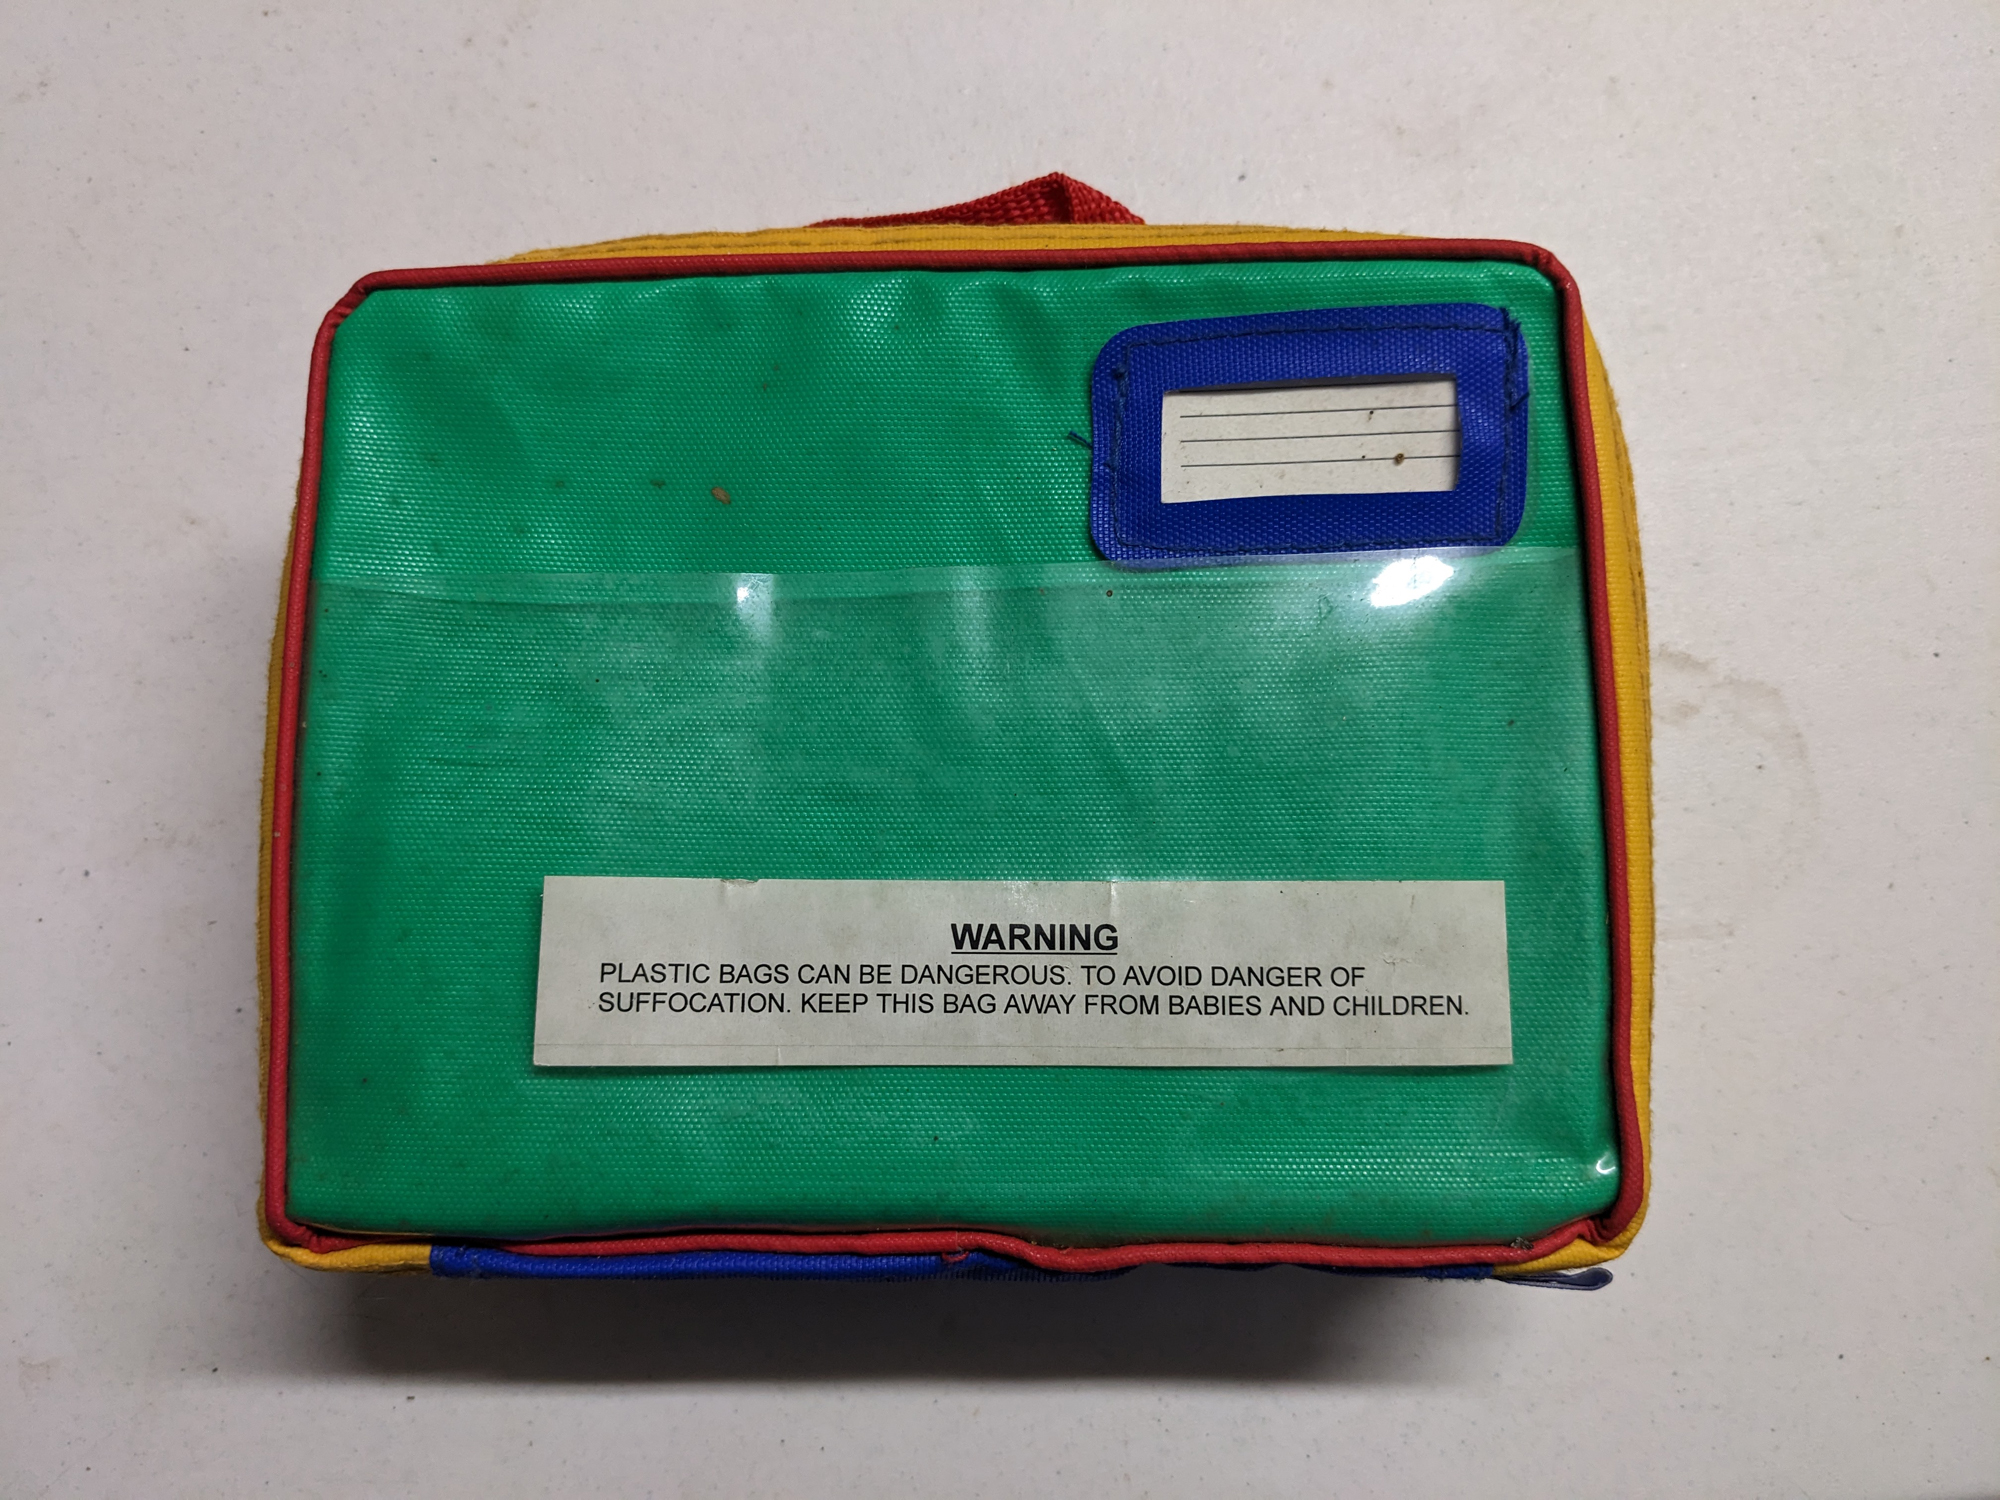 WARNING
PLASTIC BAGS CAN BE DANGEROUS. TO AVOID DANGER OF
SUFFOCATION. KEEP THIS BAG AWAY FROM BABIES AND CHILDREN.